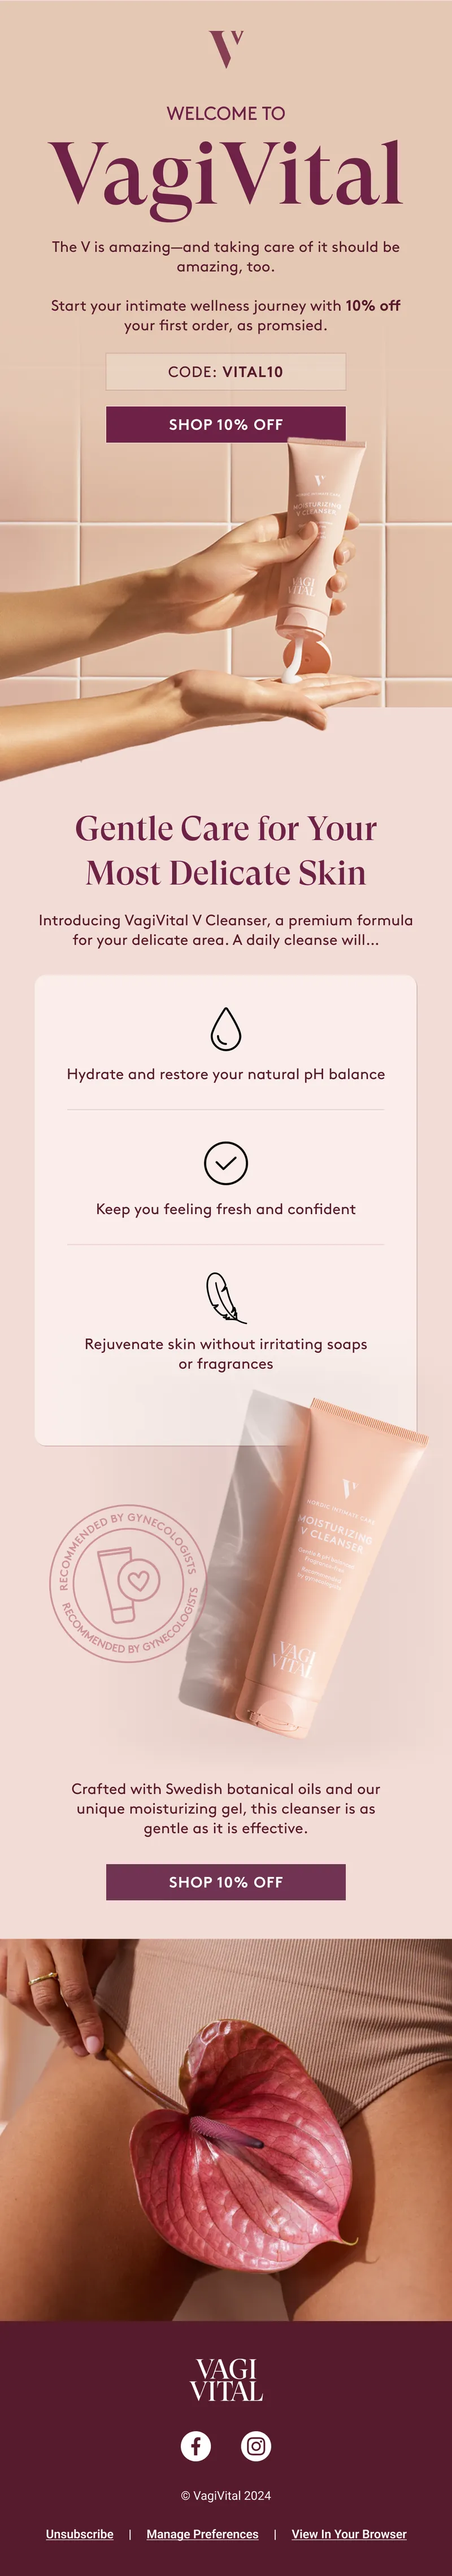 V
WELCOME TO
VagiVital
The V is amazing—and taking care of it should be
amazing, too.
Start your intimate wellness journey with 10% off
your first order, as promsied.
CODE: VITAL10
SHOP 10% OFF
V
MOISTURIZING
V CLEANSER
VAGI
VITAL
Gentle Care for Your
Most Delicate Skin
Introducing VagiVital V Cleanser, a premium formula
for your delicate area. A daily cleanse will...
Hydrate and restore your natural pH balance
Keep you feeling fresh and confident
Rejuvenate skin without irritating soaps
or fragrances
V
NORDIC INTIMATE CARE
MOISTURIZING
V CLEANSER
VAGI
VITAL
RECOMMENDED BY GYNECOLOGISTS
RECOMMENDED BY GYNECOLOGISTS
Crafted with Swedish botanical oils and our
unique moisturizing gel, this cleanser is as
gentle as it is effective.
SHOP 10% OFF
VAGI
VITAL
© VagiVital 2024
Unsubscribe | Manage Preferences | View In Your Browser